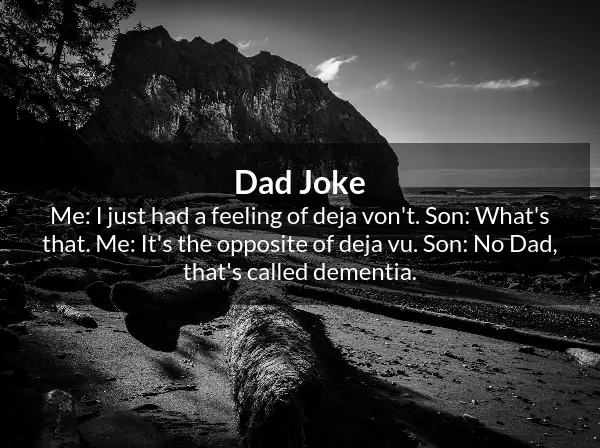 Dad Joke
Me: I just had a feeling of deja von't. Son: What's
that. Me: It's the opposite of deja vu. Son: No Dad,
that's called dementia.